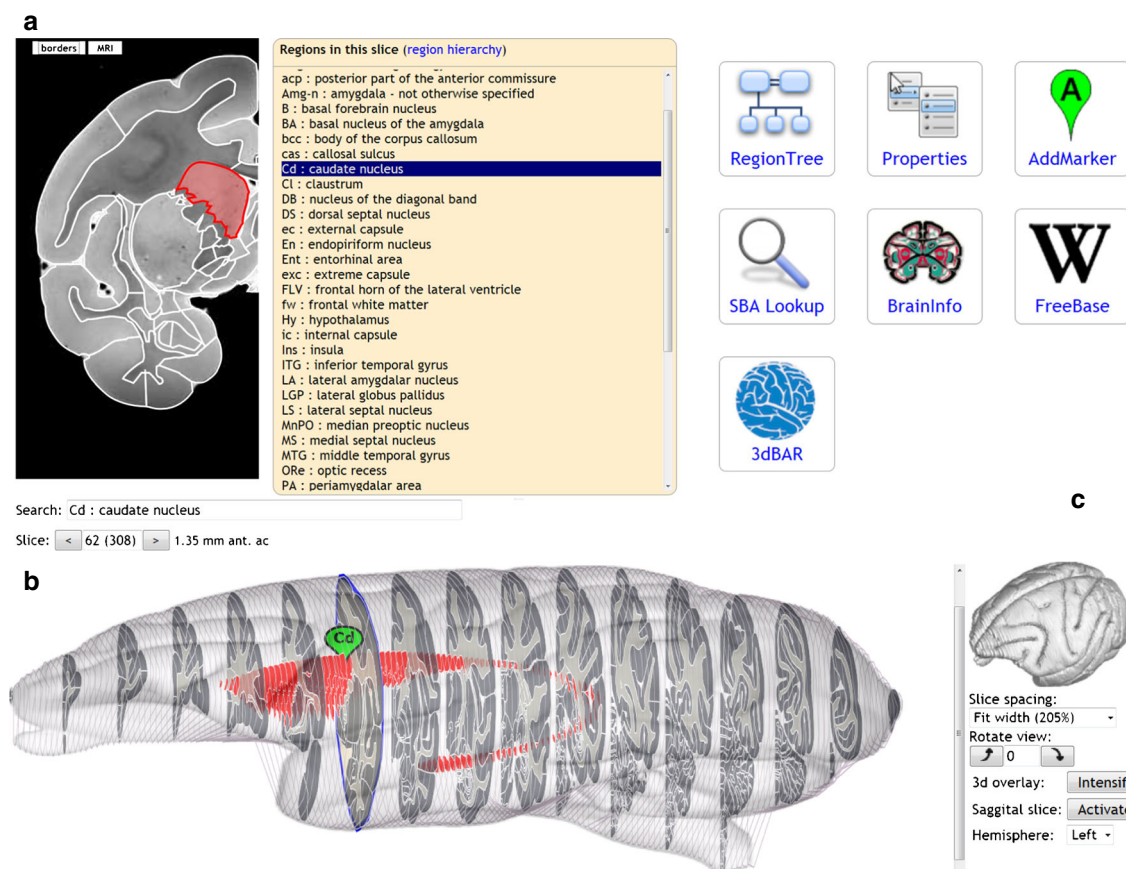 a
borders MRI
Regions in this slice (region hierarchy)
acp : posterior part of the anterior commissure
Amg-n : amygdala - not otherwise specified
B : basal forebrain nucleus
BA : basal nucleus of the amygdala
bcc : body of the corpus callosum
cas : callosal sulcus
Cd : caudate nucleus
Cl : claustrum
DB : nucleus of the diagonal band
DS : dorsal septal nucleus
ec : external capsule
En : endopiriform nucleus
Ent : entorhinal area
exc : extreme capsule
FLV : frontal horn of the lateral ventricle
fw : frontal white matter
Hy : hypothalamus
ic : internal capsule
Ins : insula
ITG : inferior temporal gyrus
LA : lateral amygdalar nucleus
LGP : lateral globus pallidus
LS : lateral septal nucleus
MnPO : median preoptic nucleus
MS : medial septal nucleus
MTG : middle temporal gyrus
ORe : optic recess
PA : periamygdalar area
RegionTree
Properties
A
AddMarker
SBA Lookup
BrainInfo
W
FreeBase
3dBAR
Search: Cd : caudate nucleus
Slice: < 62 (308) > 1.35 mm ant. ac
b
Cd
c
Slice spacing:
Fit width (205%)
Rotate view:
0
3d overlay: Intensif
Saggital slice: Activat
Hemisphere: Left